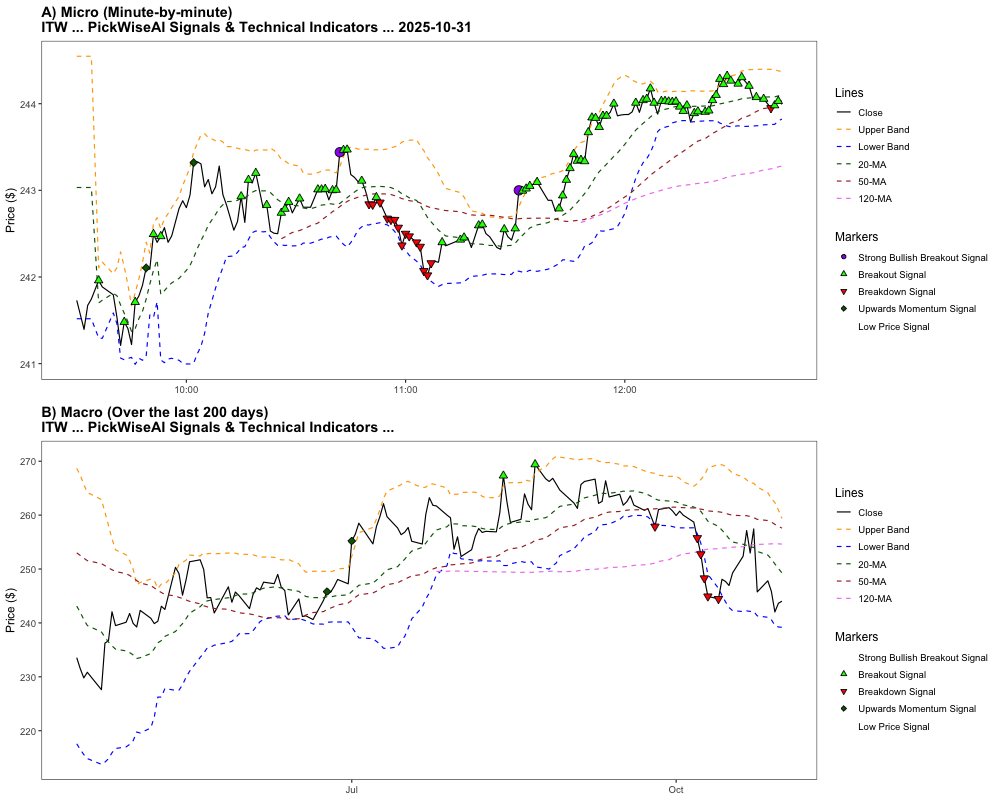 A) Micro (Minute-by-minute)
ITW ... PickWiseAI Signals & Technical Indicators ... 2025-10-31
Price ($)
244
243
242
241
10:00
11:00
12:00
Lines
Close
Upper Band
Lower Band
20-MA
50-MA
120-MA
Markers
Strong Bullish Breakout Signal
Breakout Signal
Breakdown Signal
Upwards Momentum Signal
Low Price Signal
B) Macro (Over the last 200 days)
ITW ... PickWiseAI Signals & Technical Indicators ...
Price ($)
270
260
250
240
230
220
Jul
Oct
Lines
Close
Upper Band
Lower Band
20-MA
50-MA
120-MA
Markers
Strong Bullish Breakout Signal
Breakout Signal
Breakdown Signal
Upwards Momentum Signal
Low Price Signal